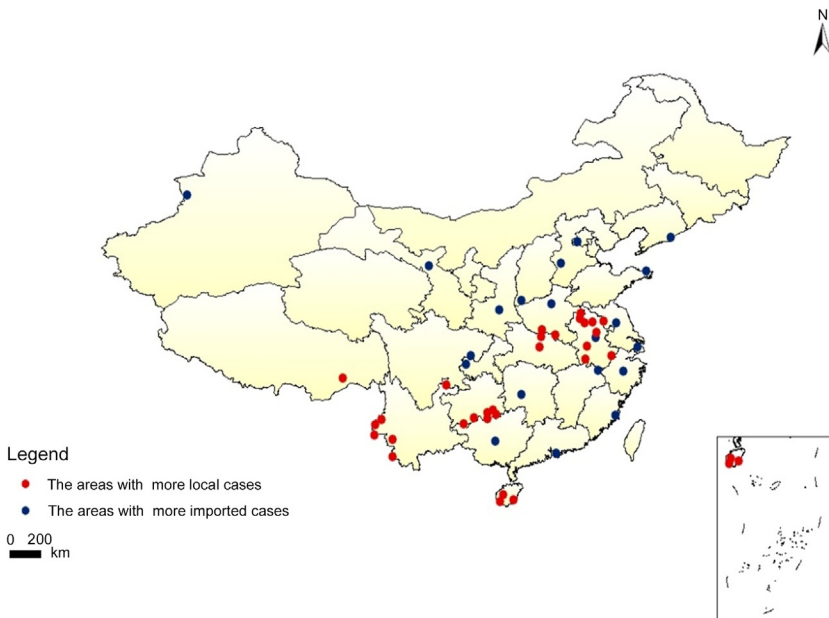 N
Legend
The areas with  more local cases
The areas with  more imported cases
0 200
km